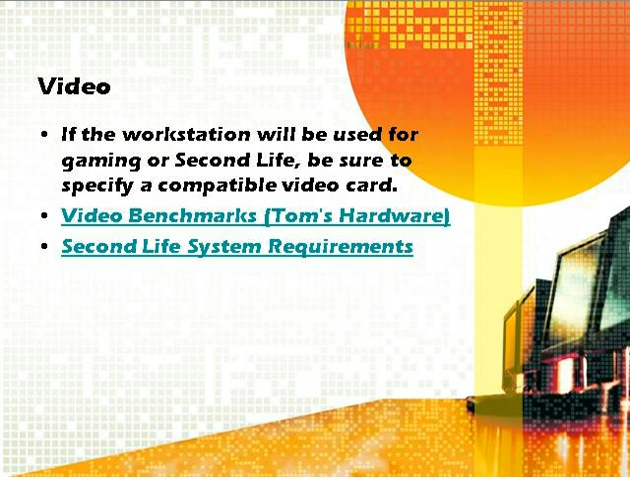 Video
• If the workstation will be used for
gaming or Second Life, be sure to
specify a compatible video card.
• Video Benchmarks (Tom's Hardware)
• Second Life System Requirements